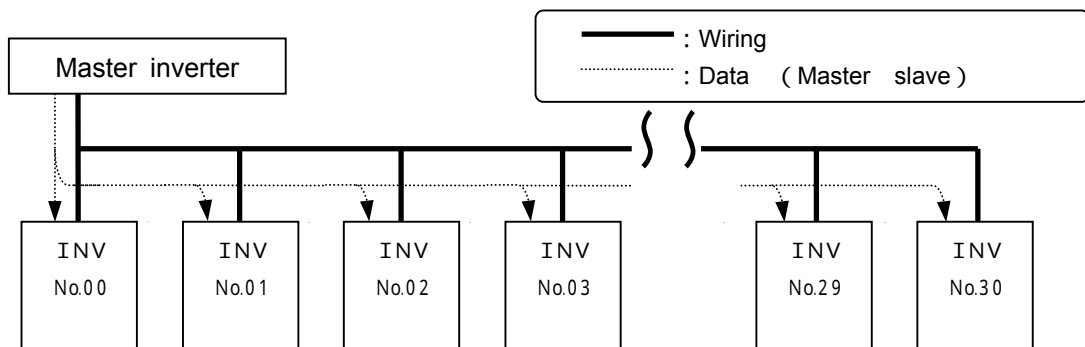 : Wiring
Master inverter
: Data （Master slave）
INV
No.00
INV
No.01
INV
No.02
INV
No.03
INV
No.29
INV
No.30